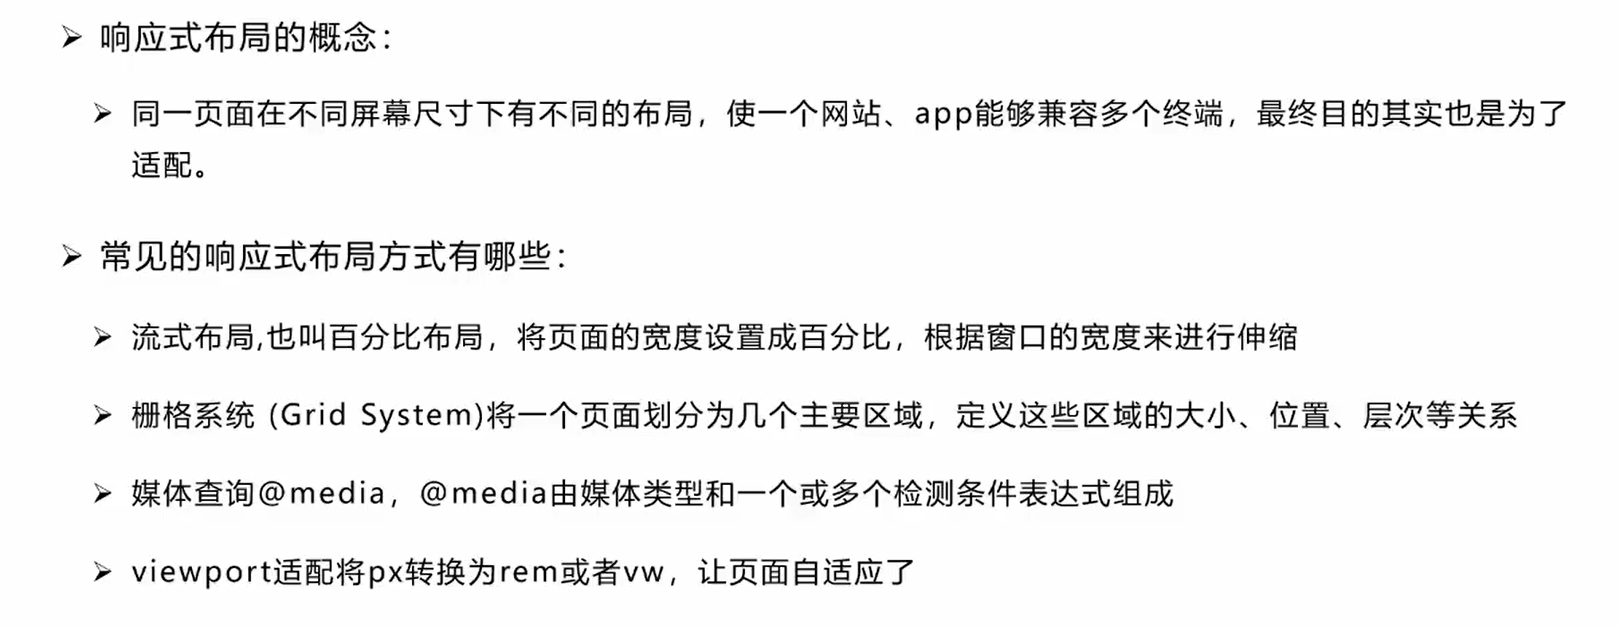 ➢ 响应式布局的概念：
➢ 同一页面在不同屏幕尺寸下有不同的布局，使一个网站、app能够兼容多个终端，最终目的其实也是为了
适配。
➢ 常见的响应式布局方式有哪些：
➢ 流式布局,也叫百分比布局，将页面的宽度设置成百分比，根据窗口的宽度来进行伸缩
➢ 栅格系统 (Grid System)将一个页面划分为几个主要区域，定义这些区域的大小、位置、层次等关系
➢ 媒体查询@media，@media由媒体类型和一个或多个检测条件表达式组成
➢ viewport适配将px转换为rem或者vw，让页面自适应了